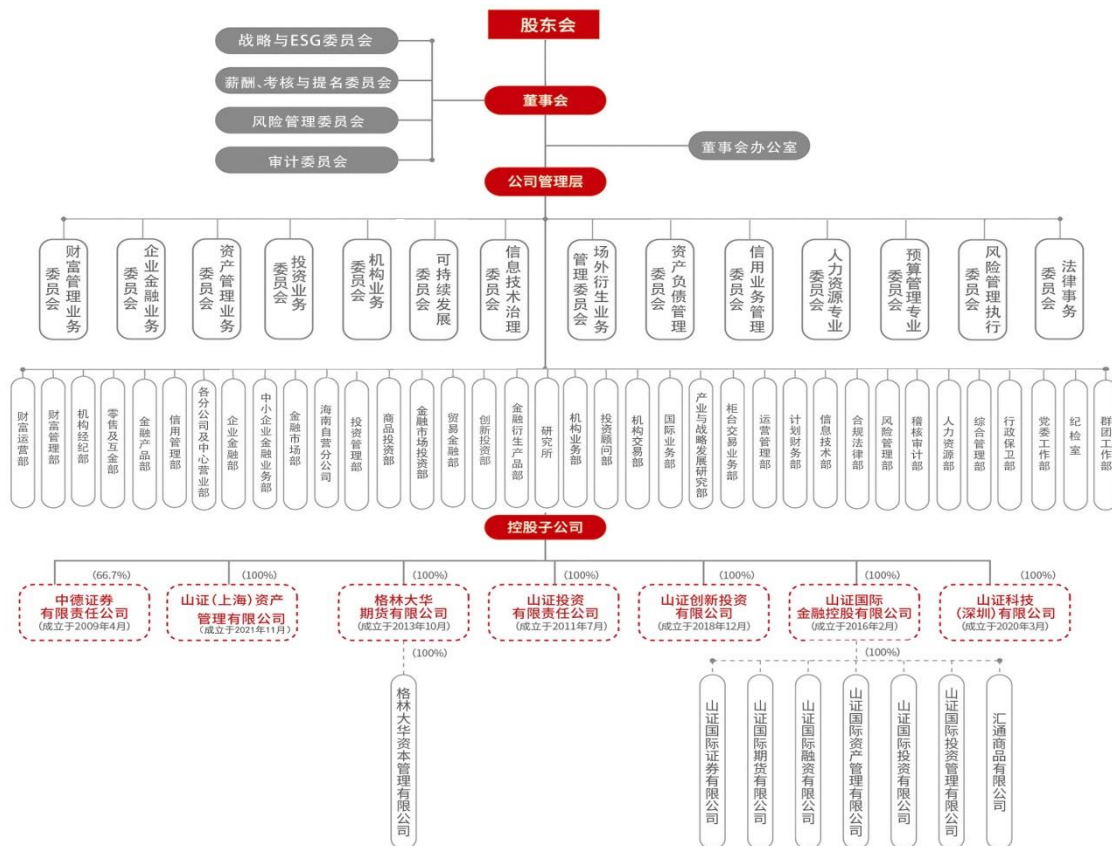 股东会
战略与ESG委员会
薪酬、考核与提名委员会
董事会
风险管理委员会
董事会办公室
审计委员会
公司管理层
财富管理业务
委员会
企业金融业务
委员会
资产管理业务
委员会
投资业务
委员会
机构业务
委员会
可持续发展
委员会
信息技术治理
委员会
场外衍生业务
管理委员会
资产负债管理
委员会
信用业务管理
委员会
人力资源专业
委员会
预算管理专业
委员会
风险管理执行
委员会
法律事务
委员会
财富运营部
财富管理部
机构经纪部
零售及互金部
金融产品部
信用管理部
各分公司及中心营业部
企业金融部
中小企业金融业务部
金融市场部
海南自营分公司
投资管理部
商品投资部
金融市场投资部
贸易金融部
创新投资部
金融衍生产品部
研究所
机构业务部
投资顾问部
机构交易部
国际业务部
产业与战略发展研究部
柜台交易业务部
运营管理部
计划财务部
信息技术部
合规法律部
风险管理部
稽核审计部
人力资源部
综合管理部
行政保卫部
党委工作部
纪检室
群团工作部
控股子公司
(66.7%)
(100%)
(100%)
(100%)
(100%)
(100%)
(100%)
中德证券
有限责任公司
(成立于2009年4月)
山证(上海)资产
管理有限公司
(成立于2021年11月)
格林大华
期货有限公司
(成立于2013年10月)
山证投资
有限责任公司
(成立于2011年7月)
山证创新投资
有限公司
(成立于2018年12月)
山证国际
金融控股有限公司
(成立于2016年2月)
山证科技
(深圳)有限公司
(成立于2020年3月)
(100%)
(100%)
格林大华资本管理有限公司
山证国际证券有限公司
山证国际期货有限公司
山证国际融资有限公司
山证国际资产管理有限公司
山证国际投资有限公司
山证国际投资管理有限公司
汇通商品有限公司